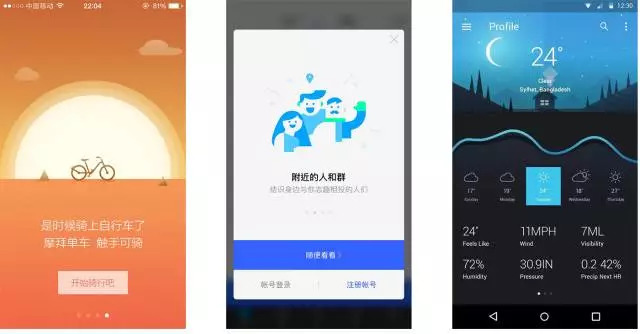 中国移动
22:04
81%
是时候骑上自行车了
摩拜单车 触手可骑
开始骑行吧
附近的人和群
结识身边与你志趣相投的人们
随便看看
帐号登录
注册帐号
12:30
Profile
24°
Clear
Sylhet, Bangladesh
17° 19° 24° 27° 23°
Sunday Monday Tuesday Wednesday Thursday
24° 11MPH 7ML
Feels Like Wind Visibility
72% 30.9IN 0.2 42%
Humidity Pressure Precip Next HR